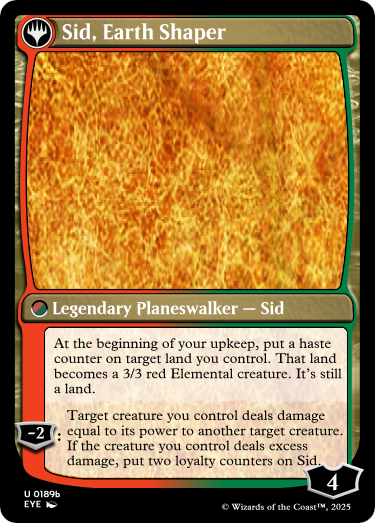 Sid, Earth Shaper
Legendary Planeswalker — Sid
At the beginning of your upkeep, put a haste
counter on target land you control. That land
becomes a 3/3 red Elemental creature. It's still
a land.
-2:
Target creature you control deals damage
equal to its power to another target creature.
If the creature you control deals excess
damage, put two loyalty counters on Sid.
4
U 0189b
EYE
© Wizards of the Coast™, 2025